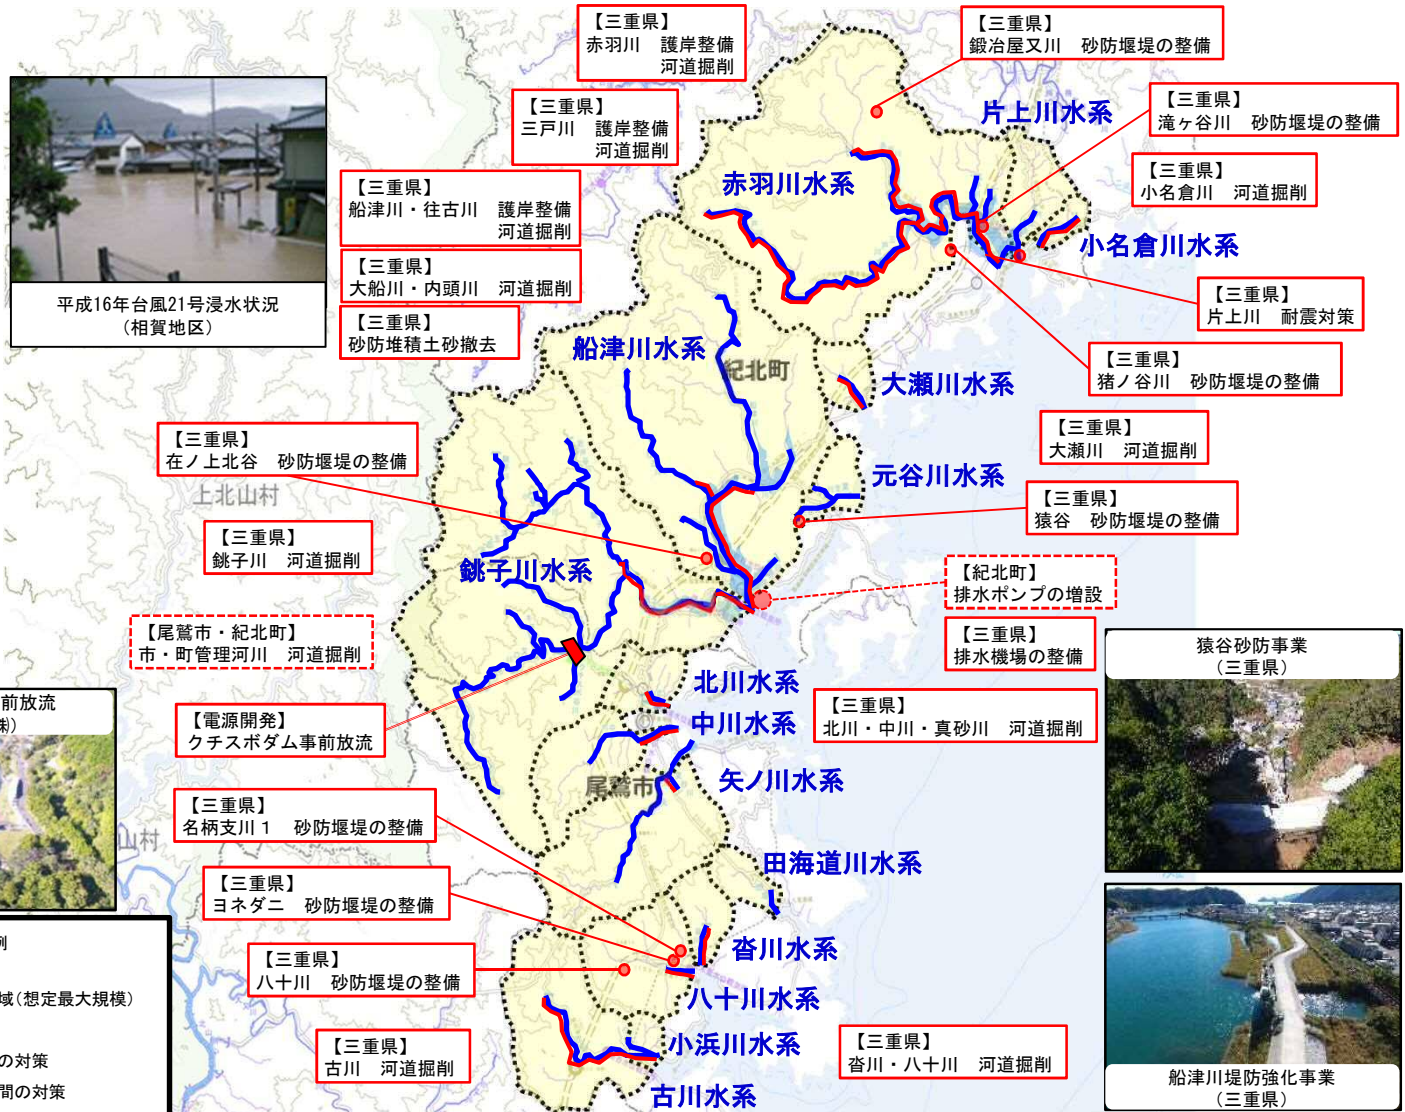 【三重県】
赤羽川　護岸整備
河道掘削
【三重県】
鍛冶屋又川　砂防堰堤の整備
【三重県】
三戸川　護岸整備
河道掘削
片上川水系
【三重県】
滝ヶ谷川　砂防堰堤の整備
【三重県】
小名倉川　河道掘削
赤羽川水系
【三重県】
船津川・往古川　護岸整備
河道掘削
小名倉川水系
【三重県】
大船川・内頭川　河道掘削
平成16年台風21号浸水状況
（相賀地区）
【三重県】
片上川　耐震対策
【三重県】
砂防堆積土砂撤去
船津川水系
紀北町
大瀬川水系
【三重県】
猪ノ谷川　砂防堰堤の整備
【三重県】
大瀬川　河道掘削
【三重県】
在ノ上北谷　砂防堰堤の整備
上北山村
元谷川水系
【三重県】
猿谷　砂防堰堤の整備
【三重県】
銚子川　河道掘削
銚子川水系
【紀北町】
排水ポンプの増設
【尾鷲市・紀北町】
市・町管理河川　河道掘削
【三重県】
排水機場の整備
猿谷砂防事業
（三重県）
北川水系
前放流
㈱）
【電源開発】
クチスボダム事前放流
中川水系
【三重県】
北川・中川・真砂川　河道掘削
尾鷲市
矢ノ川水系
【三重県】
名柄支川１　砂防堰堤の整備
山村
田海道川水系
【三重県】
ヨネダニ　砂防堰堤の整備
例
沓川水系
【三重県】
八十川　砂防堰堤の整備
域（想定最大規模）
八十川水系
【三重県】
古川　河道掘削
小浜川水系
【三重県】
沓川・八十川　河道掘削
の対策
間の対策
古川水系
船津川堤防強化事業
（三重県）